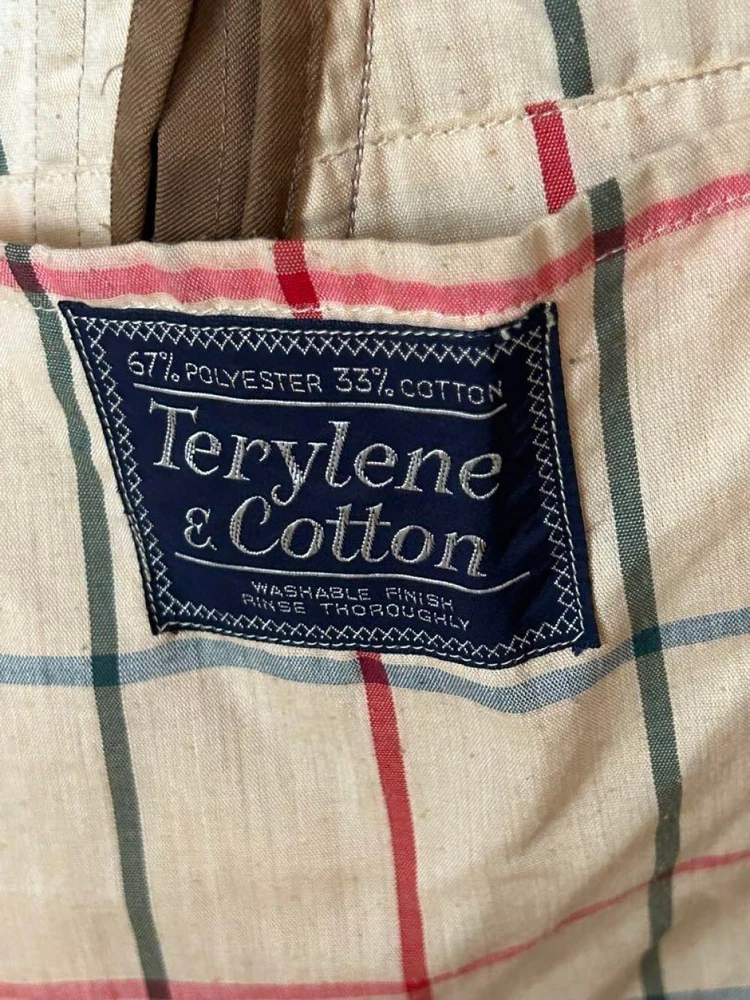 67% POLYESTER 33% COTTON
Terylene
& Cotton
WASHABLE FINISH
RINSE THOROUGHLY